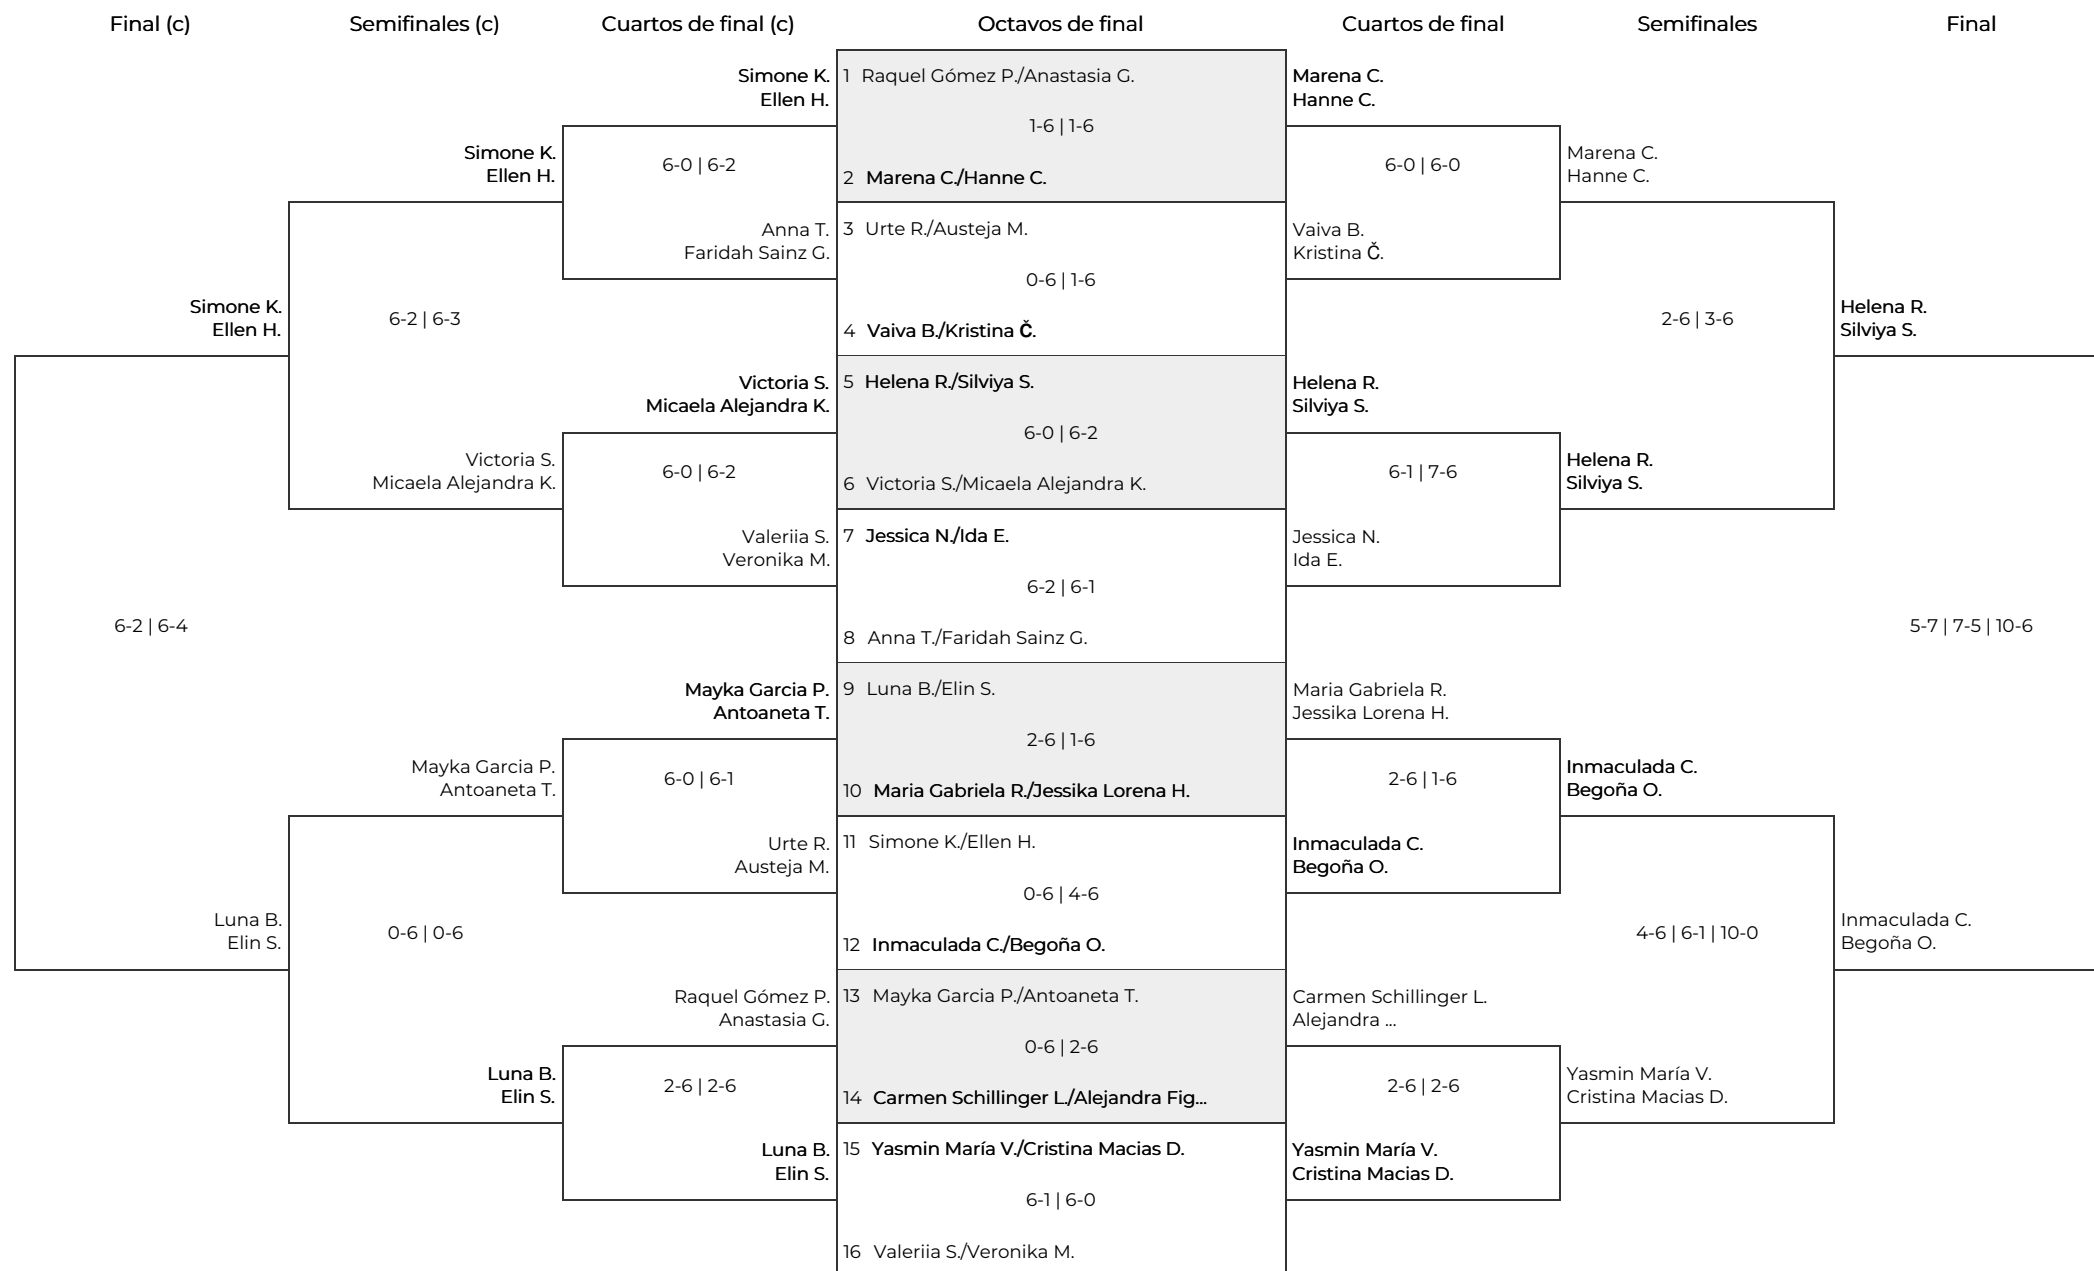 Final (c)
Semifinales (c)
Cuartos de final (c)
Octavos de final
Cuartos de final
Semifinales
Final
Simone K.
Ellen H.
6-2 | 6-4
Luna B.
Elin S.
Simone K.
Ellen H.
6-2 | 6-3
Victoria S.
Micaela Alejandra K.
Mayka Garcia P.
Antoaneta T.
0-6 | 0-6
Luna B.
Elin S.
Simone K.
Ellen H.
6-0 | 6-2
Anna T.
Faridah Sainz G.
Victoria S.
Micaela Alejandra K.
6-0 | 6-2
Valeriia S.
Veronika M.
Mayka Garcia P.
Antoaneta T.
6-0 | 6-1
Urte R.
Austeja M.
Raquel Gómez P.
Anastasia G.
2-6 | 2-6
Luna B.
Elin S.
1 Raquel Gómez P./Anastasia G.
1-6 | 1-6
2 Marena C./Hanne C.
3 Urte R./Austeja M.
0-6 | 1-6
4 Vaiva B./Kristina Č.
5 Helena R./Silviya S.
6-0 | 6-2
6 Victoria S./Micaela Alejandra K.
7 Jessica N./Ida E.
6-2 | 6-1
8 Anna T./Faridah Sainz G.
9 Luna B./Elin S.
2-6 | 1-6
10 Maria Gabriela R./Jessika Lorena H.
11 Simone K./Ellen H.
0-6 | 4-6
12 Inmaculada C./Begoña O.
13 Mayka Garcia P./Antoaneta T.
0-6 | 2-6
14 Carmen Schillinger L./Alejandra Fig...
15 Yasmin María V./Cristina Macias D.
6-1 | 6-0
16 Valeriia S./Veronika M.
Marena C.
Hanne C.
6-0 | 6-0
Vaiva B.
Kristina Č.
Helena R.
Silviya S.
6-1 | 7-6
Jessica N.
Ida E.
Maria Gabriela R.
Jessika Lorena H.
2-6 | 1-6
Inmaculada C.
Begoña O.
Carmen Schillinger L.
Alejandra ...
2-6 | 2-6
Yasmin María V.
Cristina Macias D.
Marena C.
Hanne C.
2-6 | 3-6
Helena R.
Silviya S.
Inmaculada C.
Begoña O.
4-6 | 6-1 | 10-0
Yasmin María V.
Cristina Macias D.
Helena R.
Silviya S.
5-7 | 7-5 | 10-6
Inmaculada C.
Begoña O.